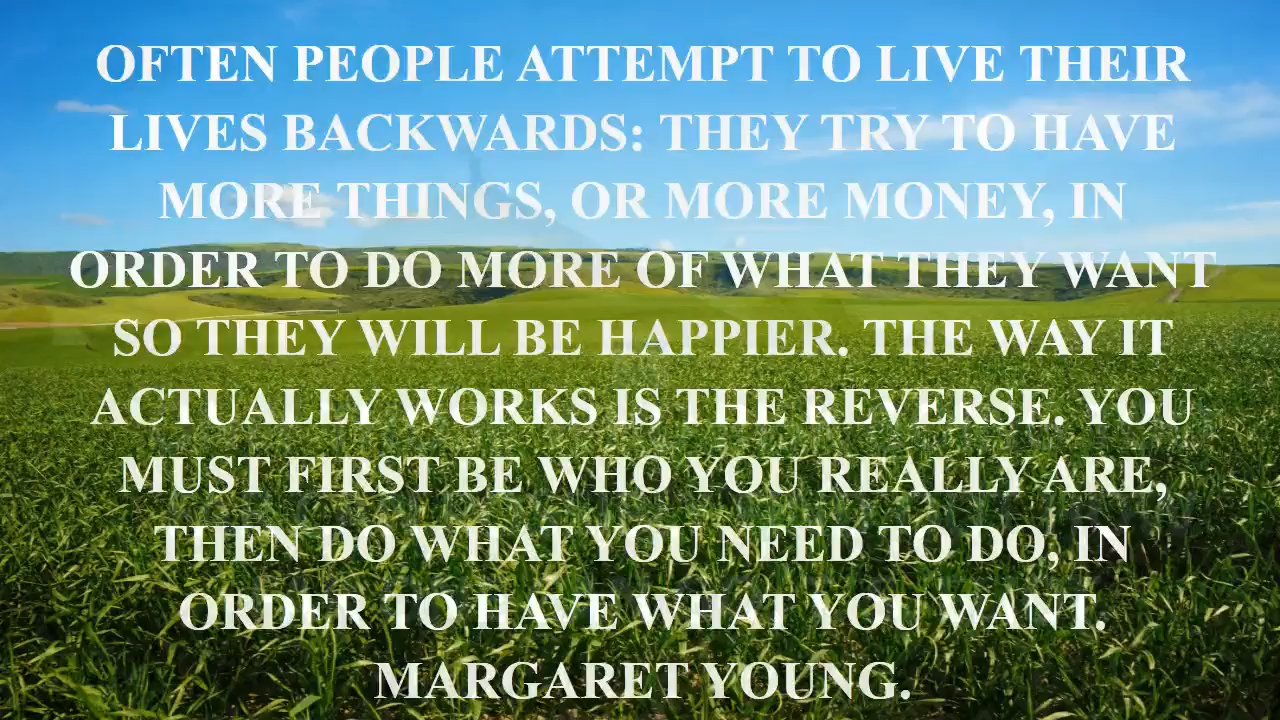 OFTEN PEOPLE ATTEMPT TO LIVE THEIR
LIVES BACKWARDS: THEY TRY TO HAVE
MORE THINGS, OR MORE MONEY, IN
ORDER TO DO MORE OF WHAT THEY WANT
SO THEY WILL BE HAPPIER. THE WAY IT
ACTUALLY WORKS IS THE REVERSE. YOU
MUST FIRST BE WHO YOU REALLY ARE,
THEN DO WHAT YOU NEED TO DO, IN
ORDER TO HAVE WHAT YOU WANT.
MARGARET YOUNG.